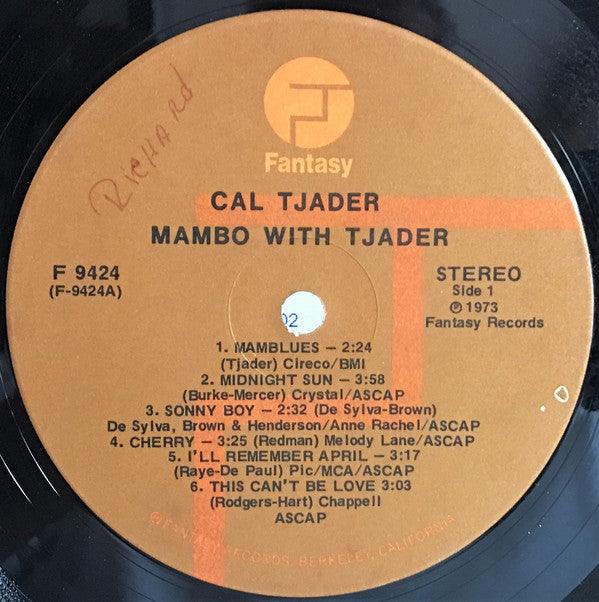 RICHARD
Fantasy
CAL TJADER
MAMBO WITH TJADER
F 9424
(F-9424A)
STEREO
Side 1
℗ 1973
Fantasy Records
02
1. MAMBLUES – 2:24
(Tjader) Cireco/BMI
2. MIDNIGHT SUN – 3:58
(Burke-Mercer) Crystal/ASCAP
3. SONNY BOY – 2:32 (De Sylva-Brown)
De Sylva, Brown & Henderson/Anne Rachel/ASCAP
4. CHERRY – 3:25 (Redman) Melody Lane/ASCAP
5. I'LL REMEMBER APRIL – 3:17
(Raye-De Paul) Pic/MCA/ASCAP
6. THIS CAN'T BE LOVE 3:03
(Rodgers-Hart) Chappell
ASCAP
℗ FANTASY RECORDS, BERKELEY, CALIFORNIA